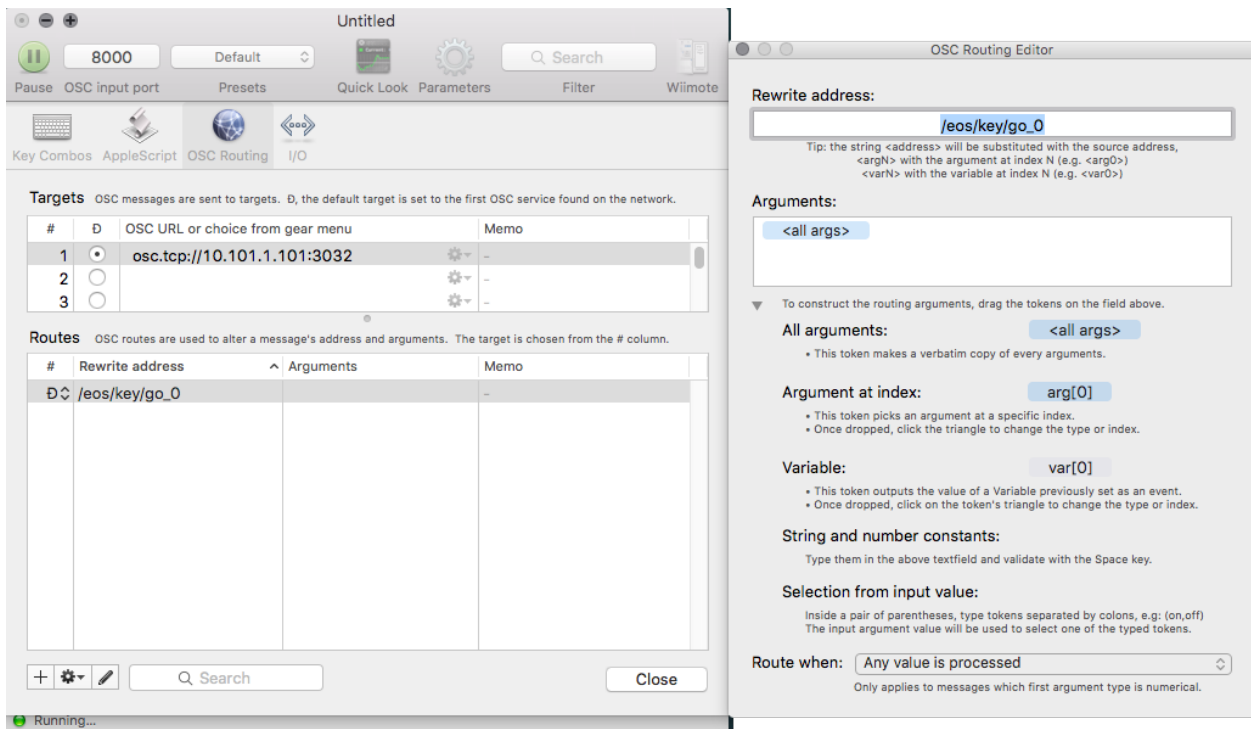 Untitled
8000
Default
Search
Pause OSC input port Presets Quick Look Parameters Filter Wiimote
Key Combos AppleScript OSC Routing I/O
Targets OSC messages are sent to targets. Đ, the default target is set to the first OSC service found on the network.
# Đ OSC URL or choice from gear menu Memo
1 osc.tcp://10.101.1.101:3032 –
2 –
3 –
Routes OSC routes are used to alter a message's address and arguments. The target is chosen from the # column.
# Rewrite address Arguments Memo
Đ /eos/key/go_0 –
Search
Close
Running...
OSC Routing Editor
Rewrite address:
/eos/key/go_0
Tip: the string <address> will be substituted with the source address,
<argN> with the argument at index N (e.g. <arg0>)
<varN> with the variable at index N (e.g. <var0>)
Arguments:
<all args>
To construct the routing arguments, drag the tokens on the field above.
All arguments: <all args>
• This token makes a verbatim copy of every arguments.
Argument at index: arg[0]
• This token picks an argument at a specific index.
• Once dropped, click the triangle to change the type or index.
Variable: var[0]
• This token outputs the value of a Variable previously set as an event.
• Once dropped, click on the token's triangle to change the type or index.
String and number constants:
Type them in the above textfield and validate with the Space key.
Selection from input value:
Inside a pair of parentheses, type tokens separated by colons, e.g: (on,off)
The input argument value will be used to select one of the typed tokens.
Route when: Any value is processed
Only applies to messages which first argument type is numerical.